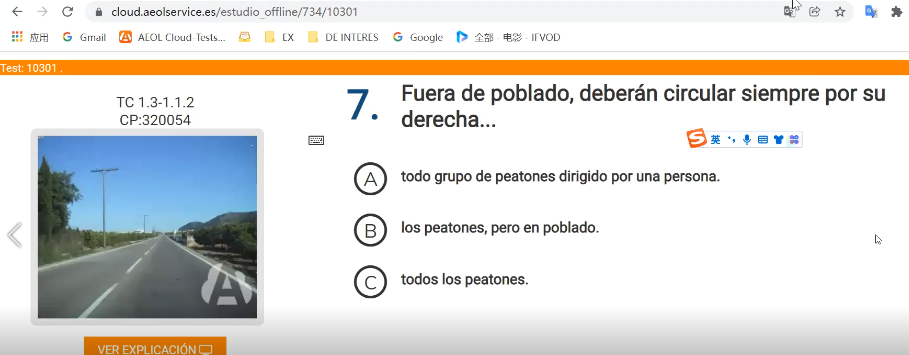 cloud.aeolservice.es/estudio_offline/734/10301
应用 Gmail AEOL Cloud-Tests... EX DE INTERES Google 全部 - 电影 - IFVOD
Test: 10301 .
TC 1.3-1.1.2
CP:320054
7. Fuera de poblado, deberán circular siempre por su
derecha...
英
A todo grupo de peatones dirigido por una persona.
B los peatones, pero en poblado.
C todos los peatones.
VER EXPLICACIÓN